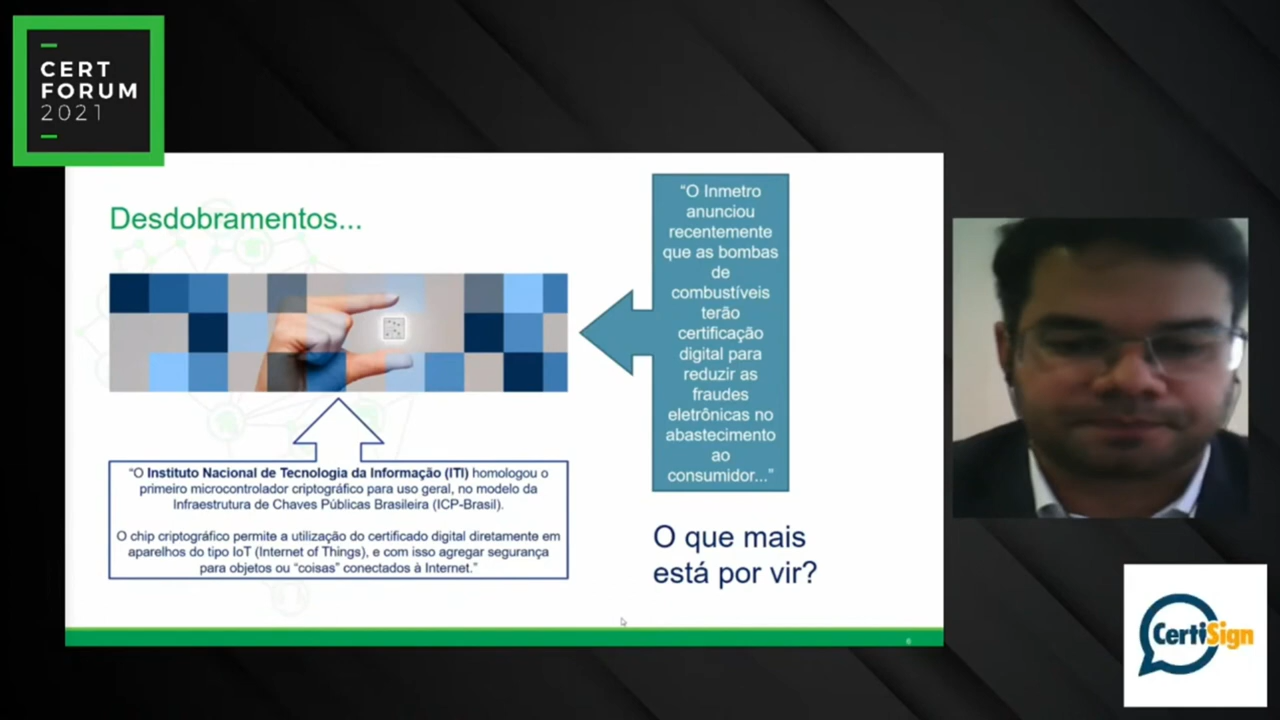 CERT
FORUM
2021
Desdobramentos...
“O Inmetro
anunciou
recentemente
que as bombas
de
combustíveis
terão
certificação
digital para
reduzir as
fraudes
eletrônicas no
abastecimento
ao
consumidor...”
“O Instituto Nacional de Tecnologia da Informação (ITI) homologou o
primeiro microcontrolador criptográfico para uso geral, no modelo da
Infraestrutura de Chaves Públicas Brasileira (ICP-Brasil).
O chip criptográfico permite a utilização do certificado digital diretamente em
aparelhos do tipo IoT (Internet of Things), e com isso agregar segurança
para objetos ou “coisas” conectados à Internet.”
O que mais
está por vir?
6
CertiSign